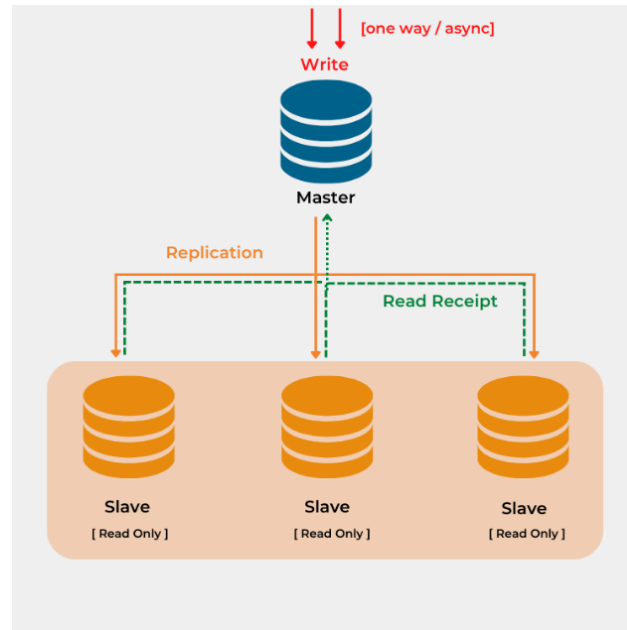 [one way / async]
Write
Master
Replication
Read Receipt
Slave
[ Read Only ]
Slave
[ Read Only ]
Slave
[ Read Only ]